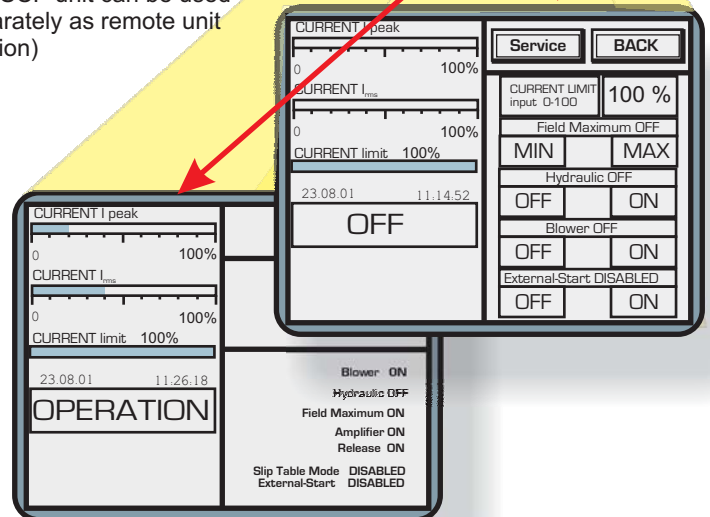 unit can be used
arately as remote unit
ion)
CURRENT I peak
0 100%
CURRENT Irms
0 100%
CURRENT limit 100%
23.08.01 11:14:52
OFF
Service BACK
CURRENT LIMIT
input 0-100
100 %
Field Maximum OFF
MIN MAX
Hydraulic OFF
OFF ON
Blower OFF
OFF ON
External-Start DISABLED
OFF ON
CURRENT I peak
0 100%
CURRENT Irms
0 100%
CURRENT limit 100%
23.08.01 11:26:18
OPERATION
Blower ON
Hydraulic OFF
Field Maximum ON
Amplifier ON
Release ON
Slip Table Mode DISABLED
External-Start DISABLED